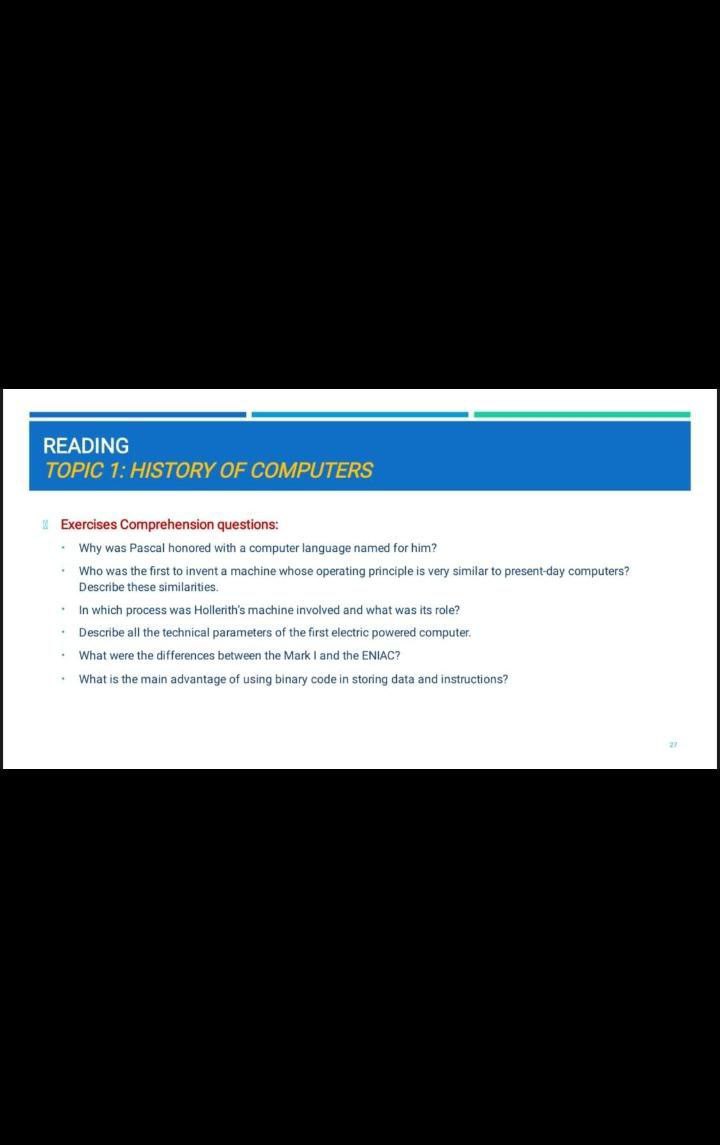 READING
TOPIC 1: HISTORY OF COMPUTERS
Exercises Comprehension questions:
• Why was Pascal honored with a computer language named for him?
• Who was the first to invent a machine whose operating principle is very similar to present-day computers?
Describe these similarities.
• In which process was Hollerith's machine involved and what was its role?
• Describe all the technical parameters of the first electric powered computer.
• What were the differences between the Mark I and the ENIAC?
• What is the main advantage of using binary code in storing data and instructions?
27